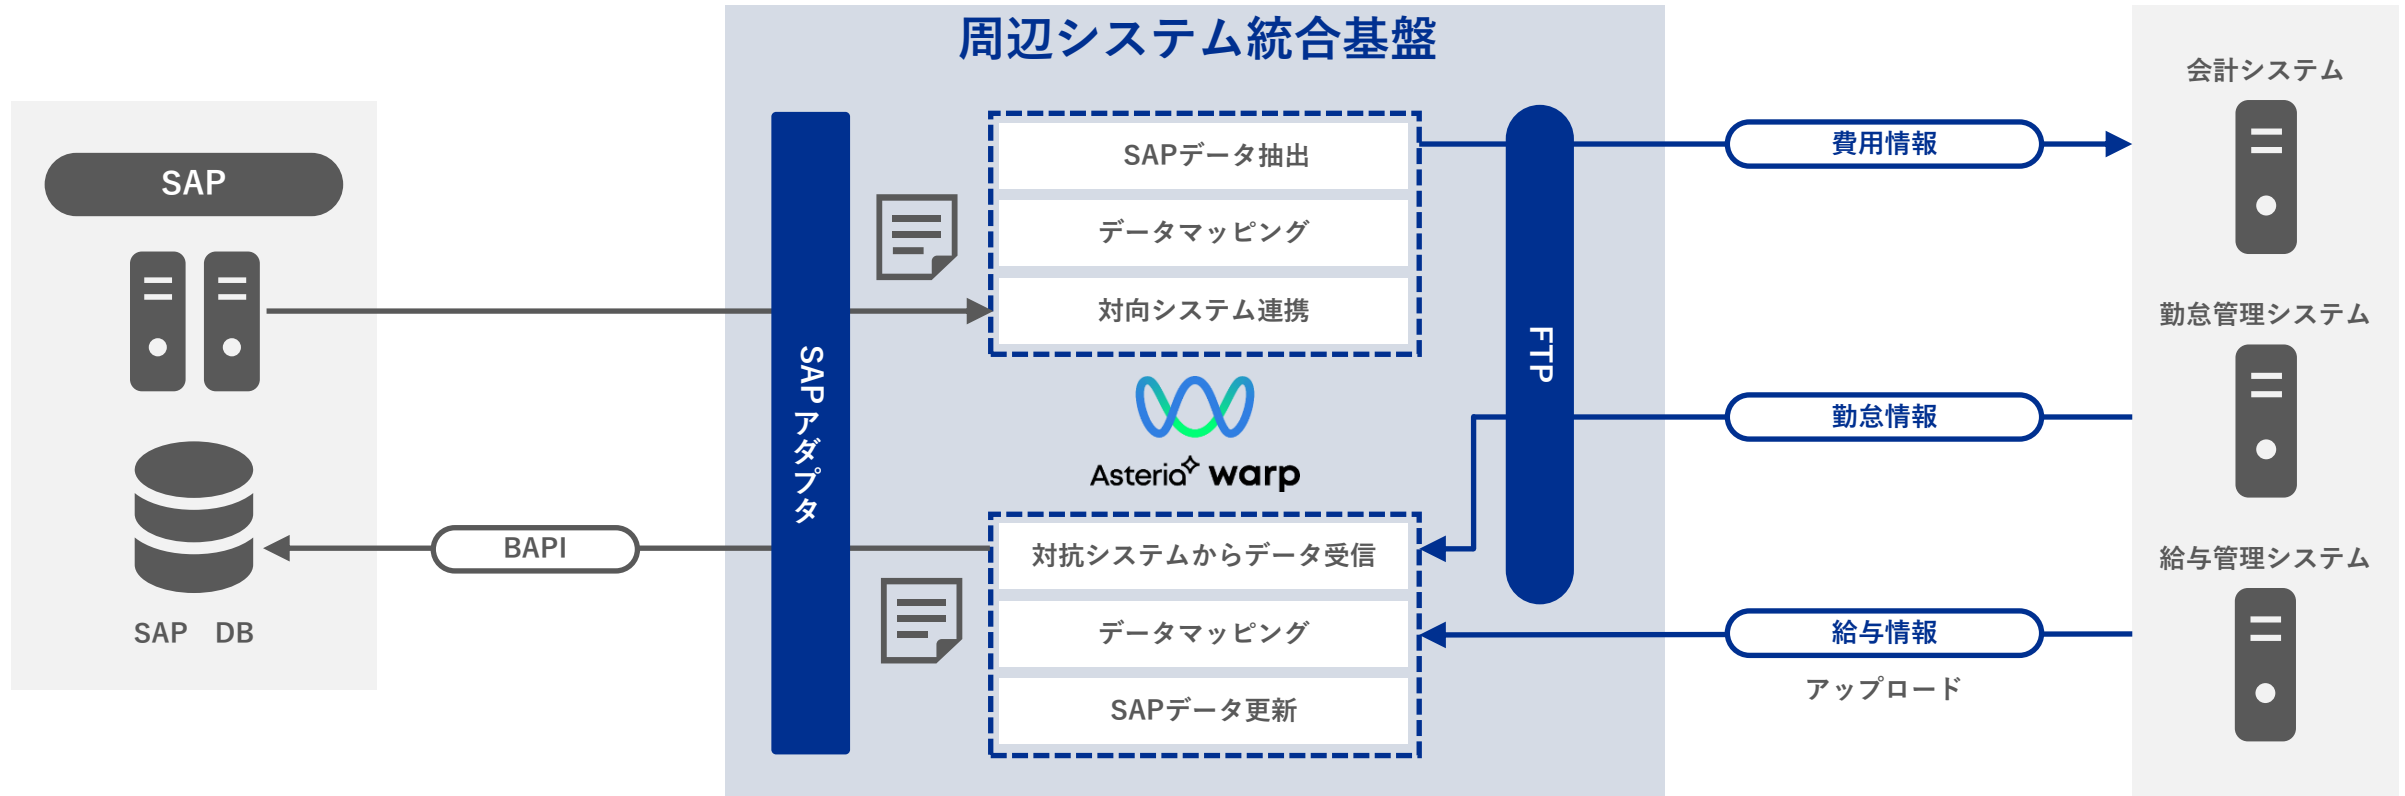 周辺システム統合基盤
SAP
SAP DB
BAPI
SAPアダプタ
SAPデータ抽出
データマッピング
対向システム連携
Asteria warp
対抗システムからデータ受信
データマッピング
SAPデータ更新
FTP
費用情報
勤怠情報
給与情報
アップロード
会計システム
勤怠管理システム
給与管理システム